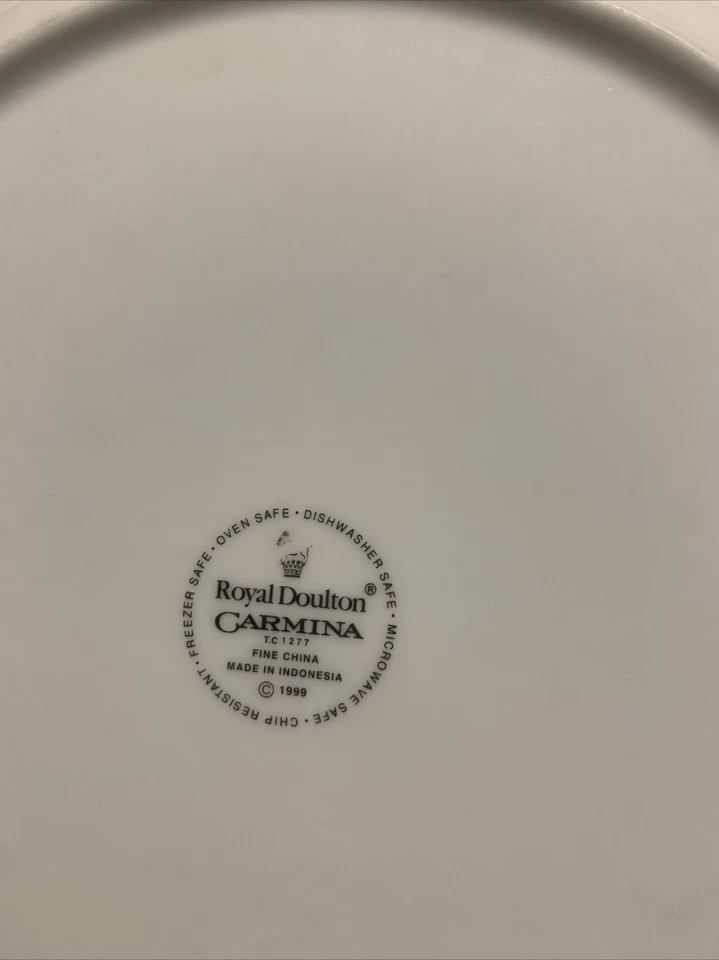 OVEN SAFE • DISHWASHER SAFE • MICROWAVE SAFE • CHIP RESISTANT • FREEZER SAFE •
Royal Doulton ®
CARMINA
T.C 1277
FINE CHINA
MADE IN INDONESIA
© 1999